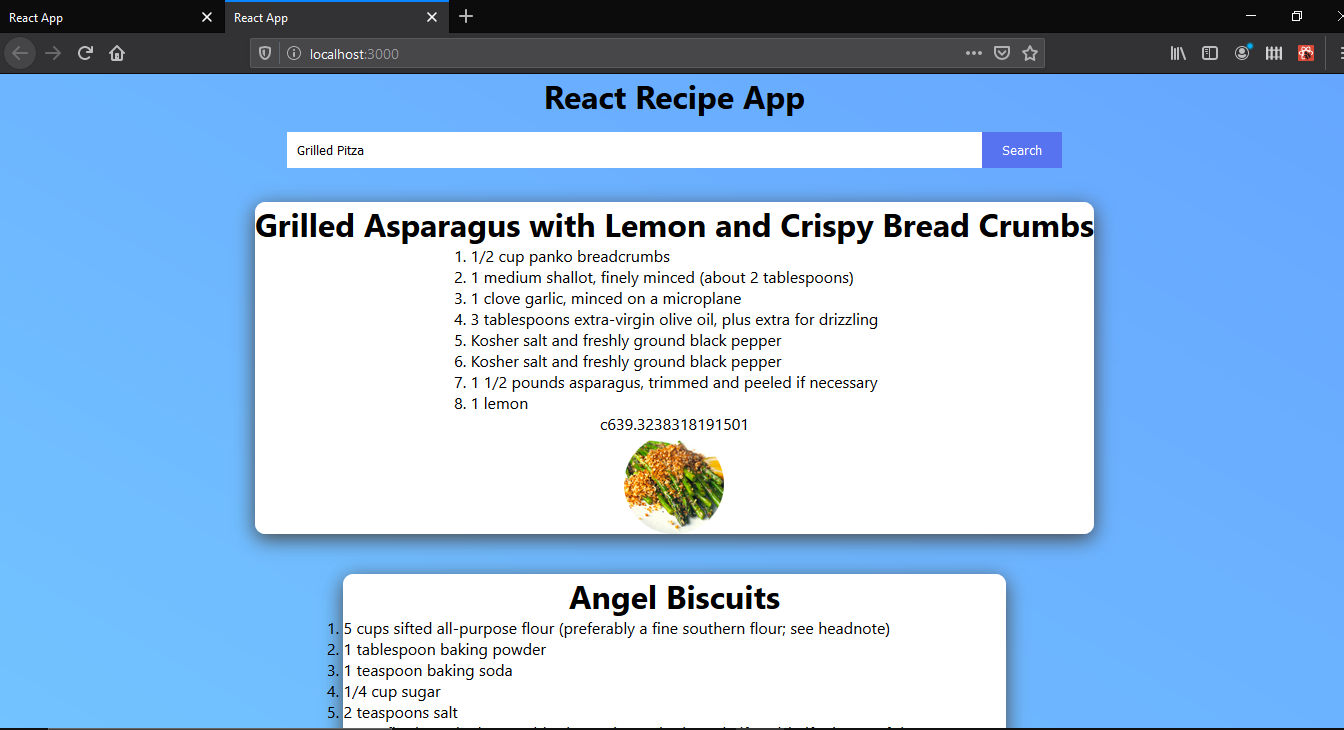 React App
React App
localhost:3000
React Recipe App
Grilled Pitza
Search
Grilled Asparagus with Lemon and Crispy Bread Crumbs
1. 1/2 cup panko breadcrumbs
2. 1 medium shallot, finely minced (about 2 tablespoons)
3. 1 clove garlic, minced on a microplane
4. 3 tablespoons extra-virgin olive oil, plus extra for drizzling
5. Kosher salt and freshly ground black pepper
6. Kosher salt and freshly ground black pepper
7. 1 1/2 pounds asparagus, trimmed and peeled if necessary
8. 1 lemon
c639.3238318191501
Angel Biscuits
1. 5 cups sifted all-purpose flour (preferably a fine southern flour; see headnote)
2. 1 tablespoon baking powder
3. 1 teaspoon baking soda
4. 1/4 cup sugar
5. 2 teaspoons salt